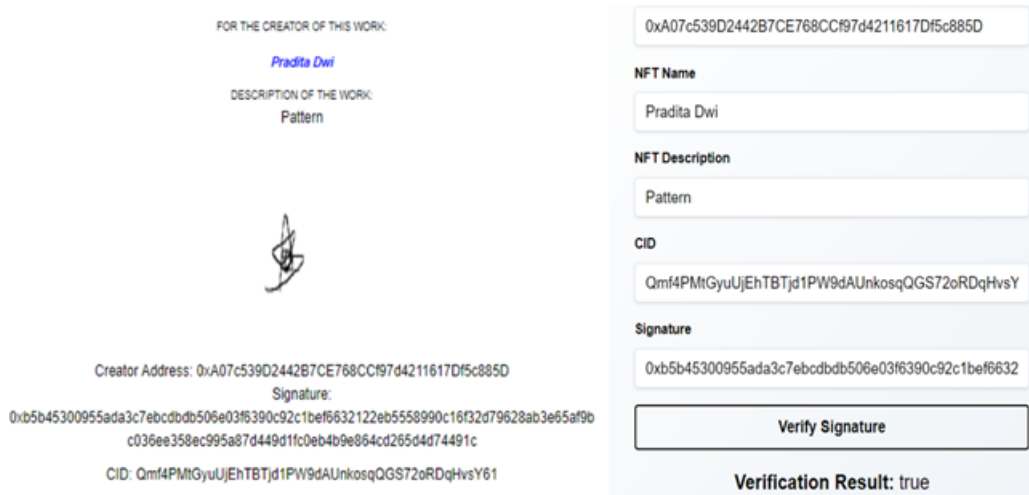 FOR THE CREATOR OF THIS WORK:
Pradita Dwi
DESCRIPTION OF THE WORK:
Pattern
Creator Address: 0xA07c539D2442B7CE768CCf97d4211617Df5c885D
Signature:
0xb5b45300955ada3c7ebcdbdb506e03f6390c92c1bef6632122eb5558990c16f32d79628ab3e65af9b
c036ee358ec995a87d449d1fc0eb4b9e864cd265d4d74491c
CID: Qmf4PMtGyuUjEhTBTjd1PW9dAUnkosqQGS72oRDqHvsY61
0xA07c539D2442B7CE768CCf97d4211617Df5c885D
NFT Name
Pradita Dwi
NFT Description
Pattern
CID
Qmf4PMtGyuUjEhTBTjd1PW9dAUnkosqQGS72oRDqHvsY
Signature
0xb5b45300955ada3c7ebcdbdb506e03f6390c92c1bef6632
Verify Signature
Verification Result: true